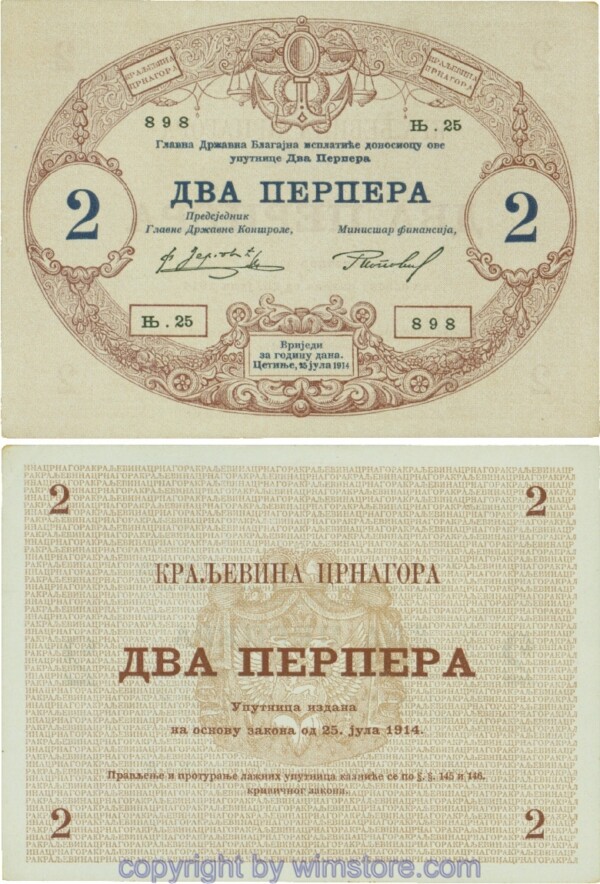 КРАЉЕВИНА
ЦРНАГОРА
КРАЉЕВИНА
ЦРНАГОРА
898
Њ.25
Главна Државна Благајна исплатиће доносиоцу ове
упутнице Два Перпера
2
ДВА ПЕРПЕРА
2
Предсједник
Главне Државне Контроле,
Министар финансија,
Њ.25
898
Вриједи
за годину дана.
Цетиње, 25 јула 1914
2
2
КРАЉЕВИНА ЦРНАГОРА
ДВА ПЕРПЕРА
Упутница издана
на основу закона од 25. јула 1914.
Прављење и протурање лажних упутница казниће се по §. §. 145 и 146.
кривичног закона.
2
2
copyright by wimstore.com